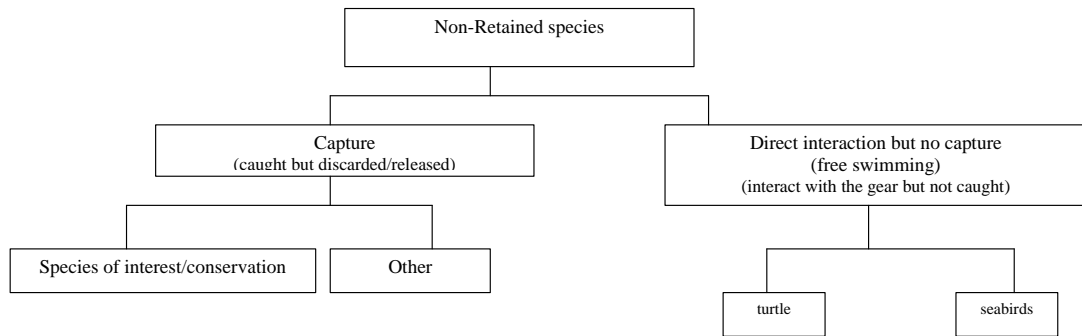 Non-Retained species
Capture
(caught but discarded/released)
Direct interaction but no capture
(free swimming)
(interact with the gear but not caught)
Species of interest/conservation
Other
turtle
seabirds